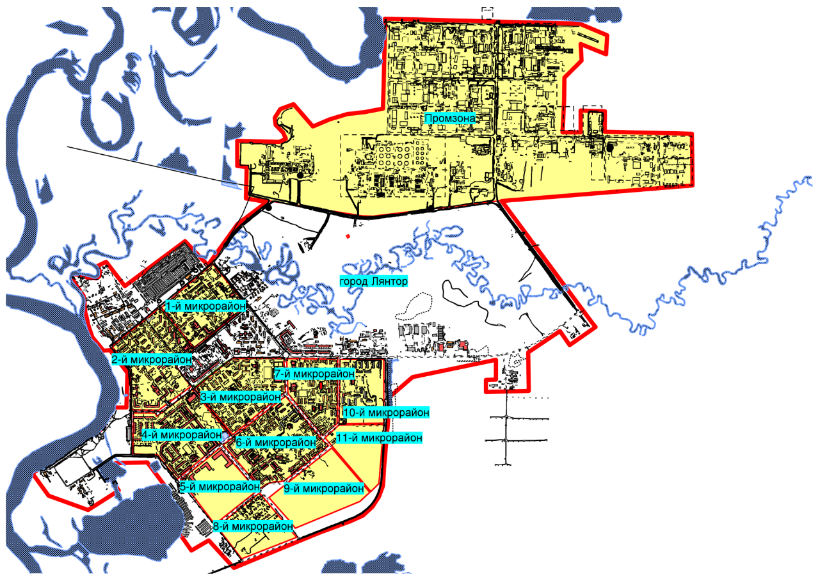 Промзона
город Лянтор
1-й микрорайон
2-й микрорайон
7-й микрорайон
3-й микрорайон
10-й микрорайон
4-й микрорайон
6-й микрорайон
11-й микрорайон
5-й микрорайон
9-й микрорайон
8-й микрорайон